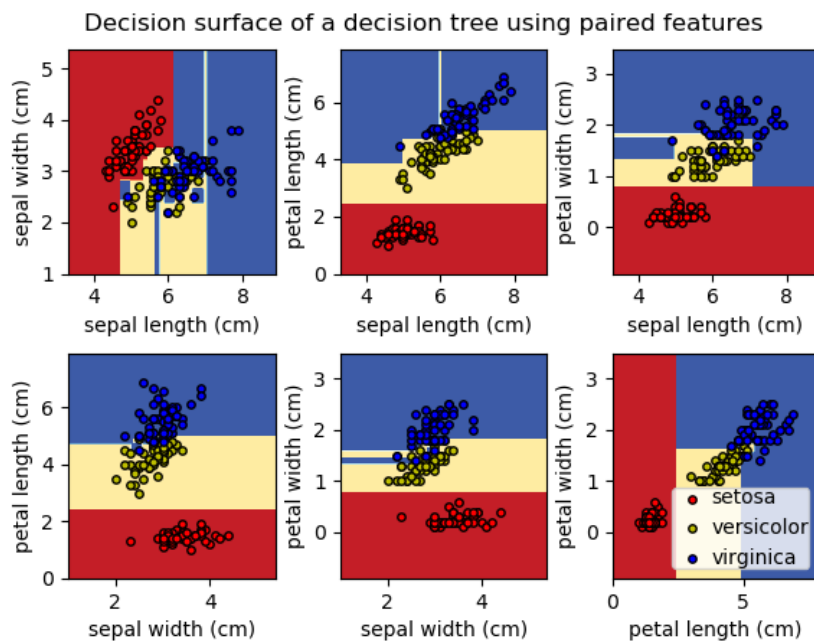 Decision surface of a decision tree using paired features
5
4
3
2
1
sepal width (cm)
4
6
8
sepal length (cm)
6
4
2
0
petal length (cm)
4
6
8
sepal length (cm)
3
2
1
0
petal width (cm)
4
6
8
sepal length (cm)
6
4
2
0
petal length (cm)
2
4
sepal width (cm)
3
2
1
0
petal width (cm)
2
4
sepal width (cm)
3
2
1
0
petal width (cm)
setosa
versicolor
virginica
0
5
petal length (cm)